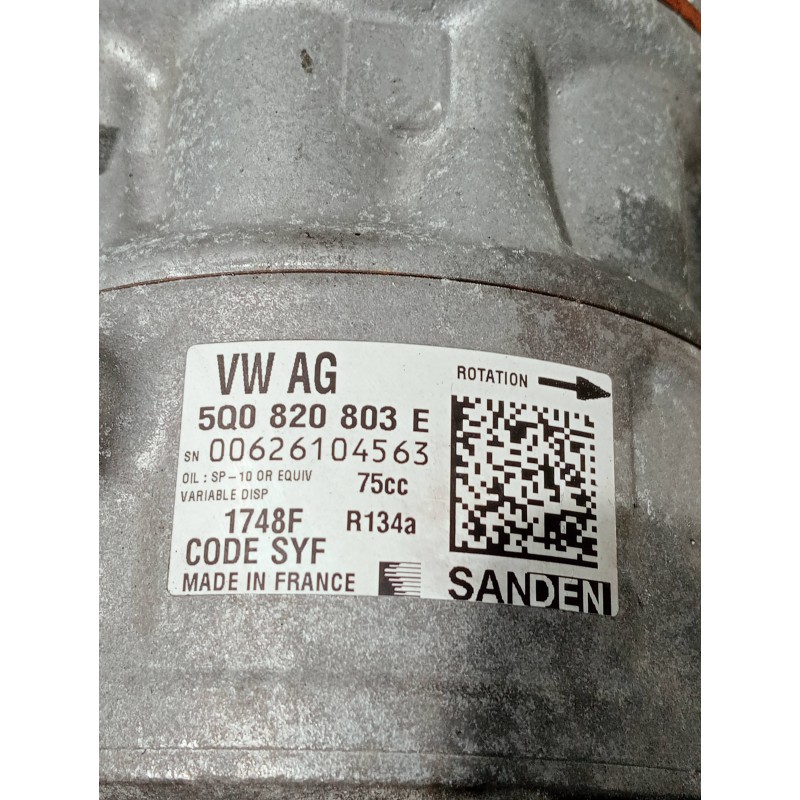 VW AG
ROTATION
5Q0 820 803 E
SN 00626104563
OIL : SP-10 OR EQUIV 75cc
VARIABLE DISP
1748F R134a
CODE SYF
MADE IN FRANCE
SANDEN